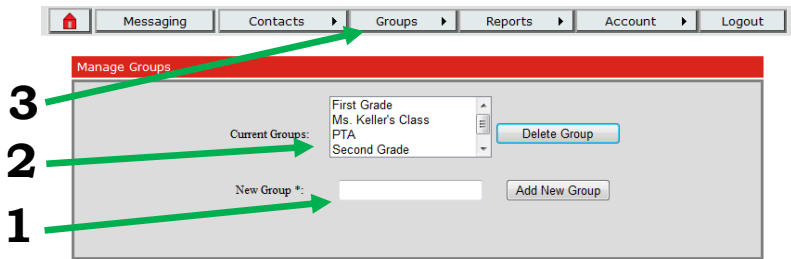 Messaging Contacts Groups Reports Account Logout
Manage Groups
3
First Grade
Ms. Keller's Class
Current Groups: PTA Delete Group
Second Grade
2
New Group *: Add New Group
1